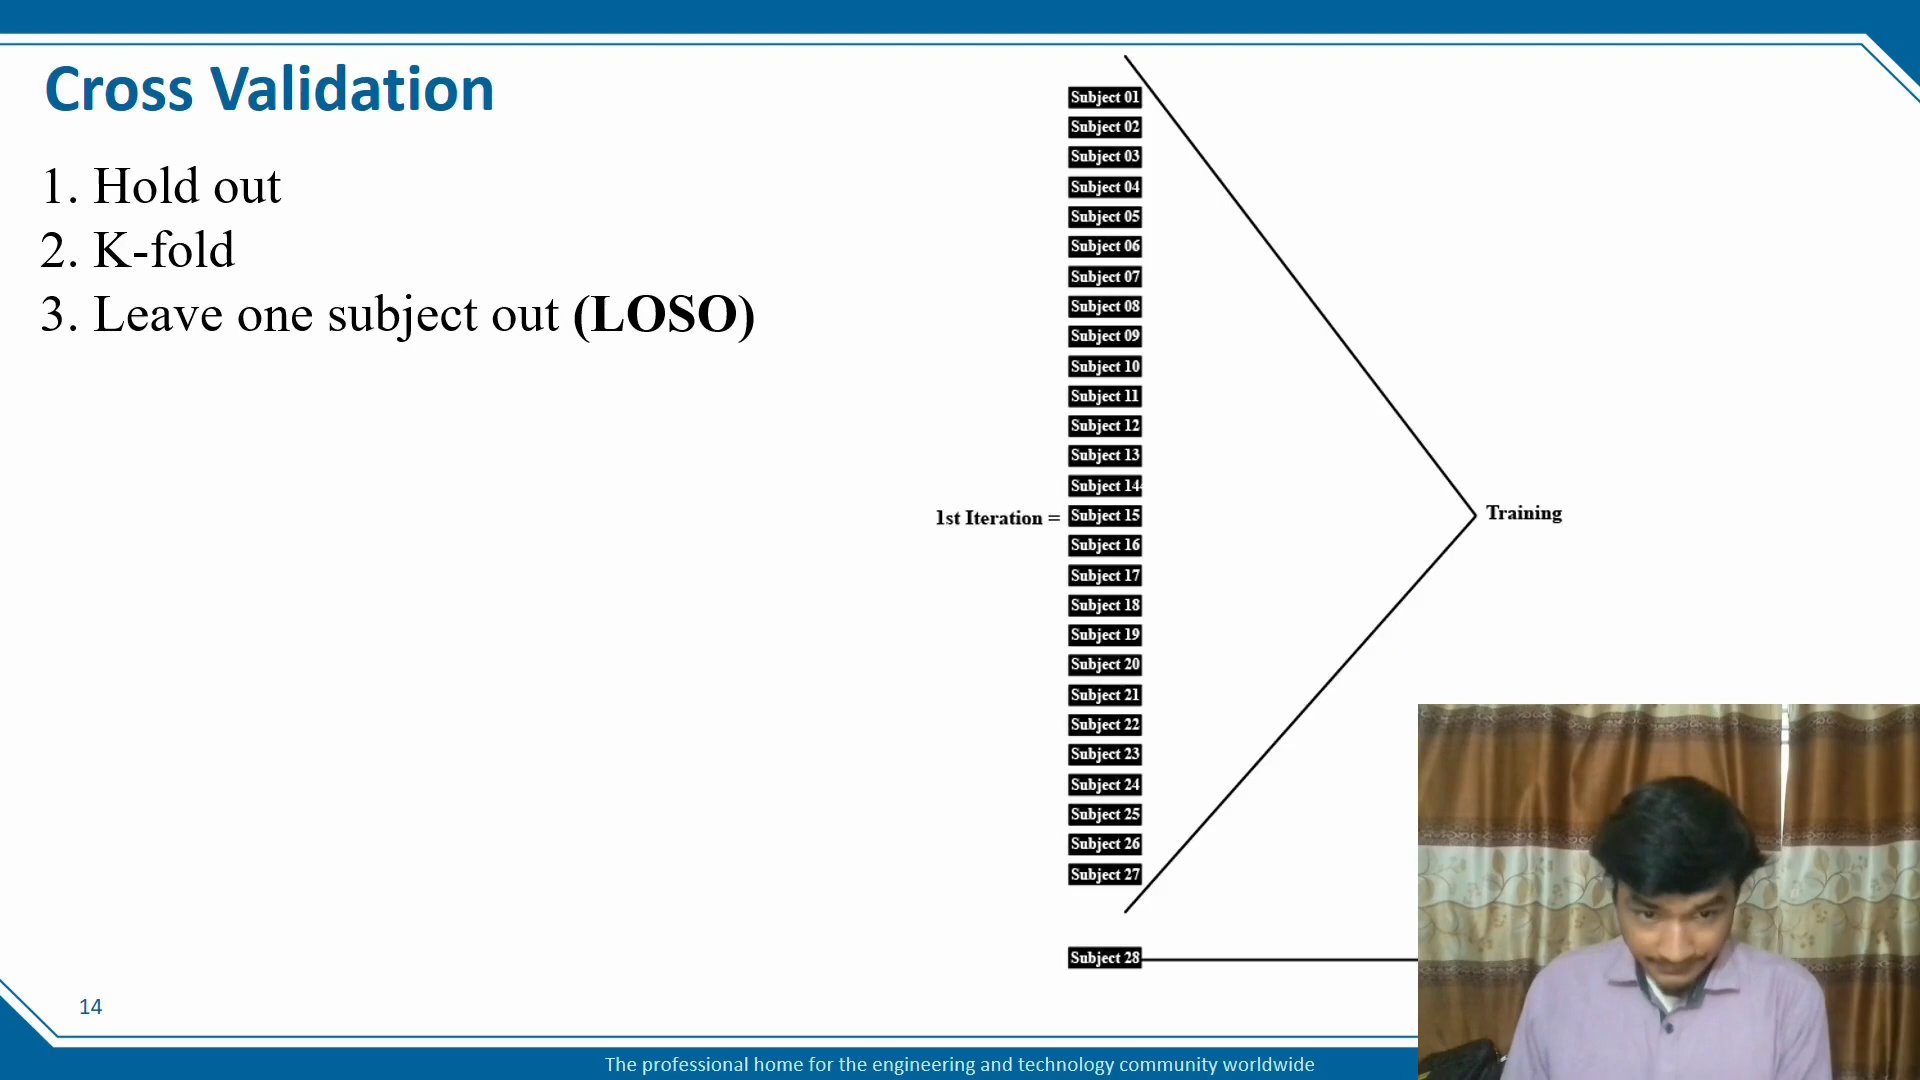 Cross Validation
1. Hold out
2. K-fold
3. Leave one subject out (LOSO)
Subject 01
Subject 02
Subject 03
Subject 04
Subject 05
Subject 06
Subject 07
Subject 08
Subject 09
Subject 10
Subject 11
Subject 12
Subject 13
Subject 14
1st Iteration = Subject 15
Training
Subject 16
Subject 17
Subject 18
Subject 19
Subject 20
Subject 21
Subject 22
Subject 23
Subject 24
Subject 25
Subject 26
Subject 27
Subject 28
14
The professional home for the engineering and technology community worldwide